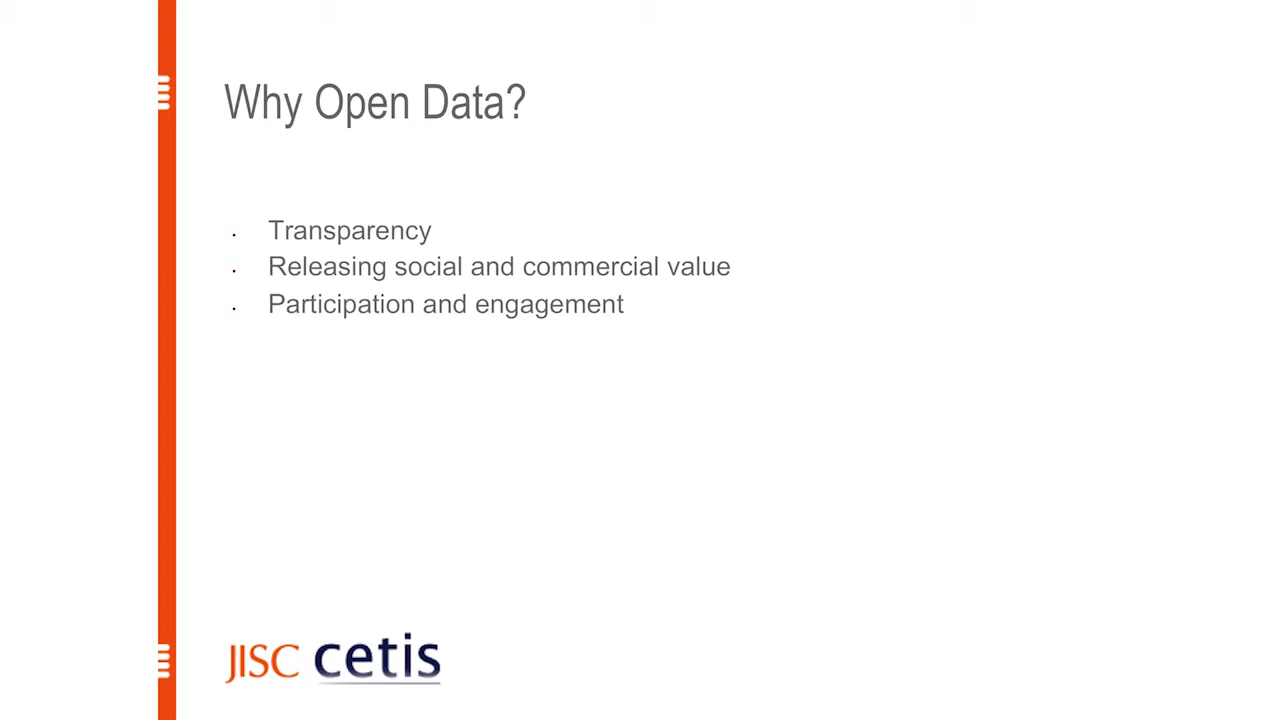 Why Open Data?
. Transparency
. Releasing social and commercial value
. Participation and engagement
JISC cetis